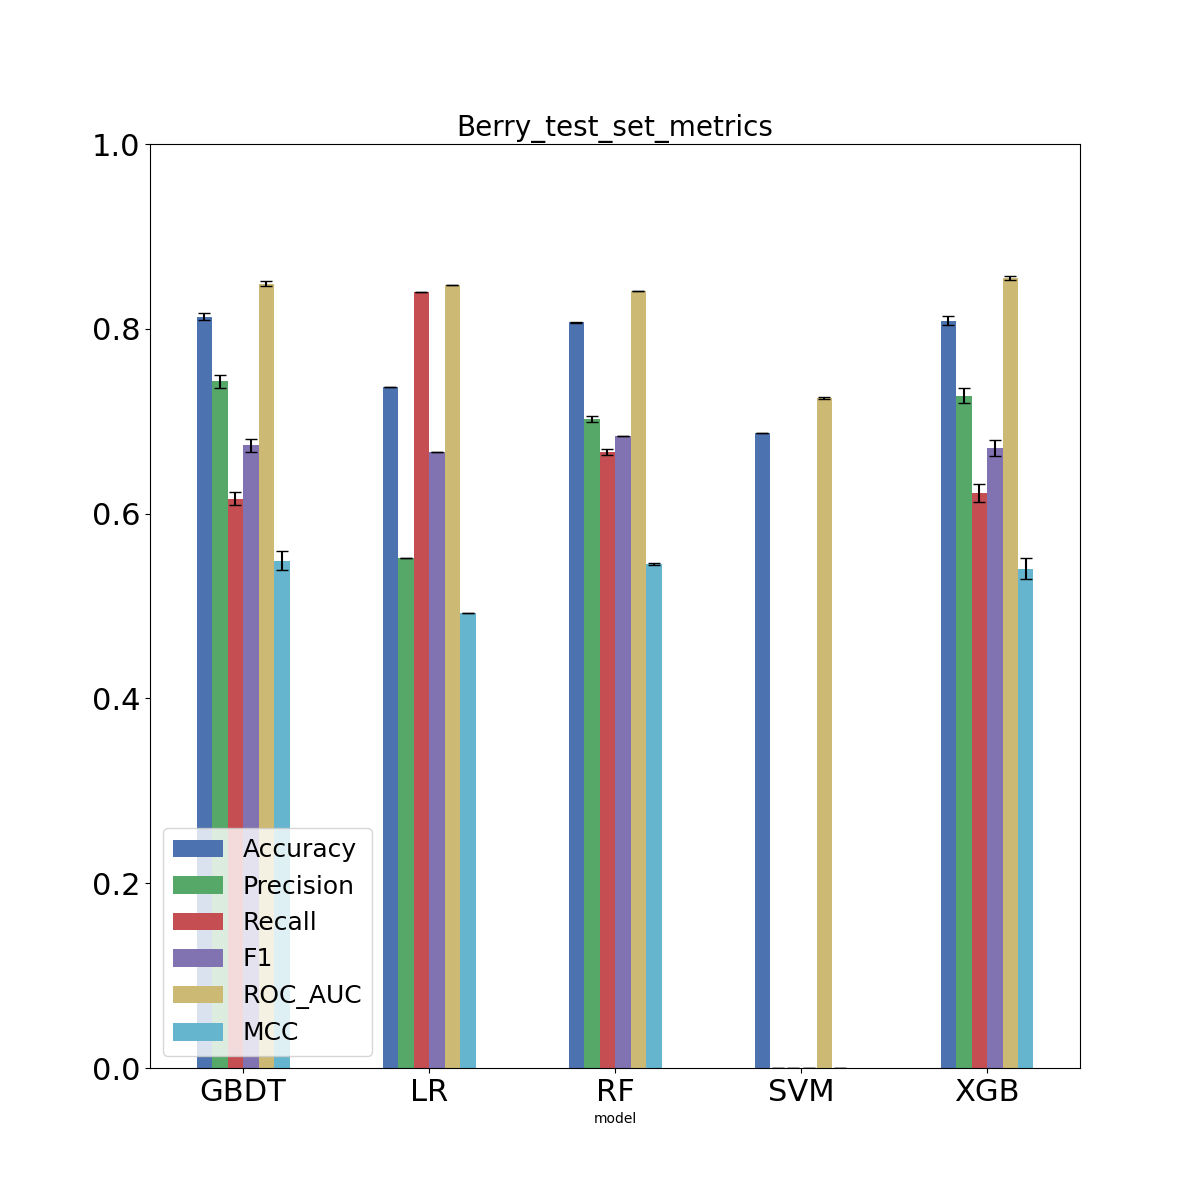 Berry_test_set_metrics
1.0
0.8
0.6
0.4
0.2
0.0
Accuracy
Precision
Recall
F1
ROC_AUC
MCC
GBDT LR RF SVM XGB
model